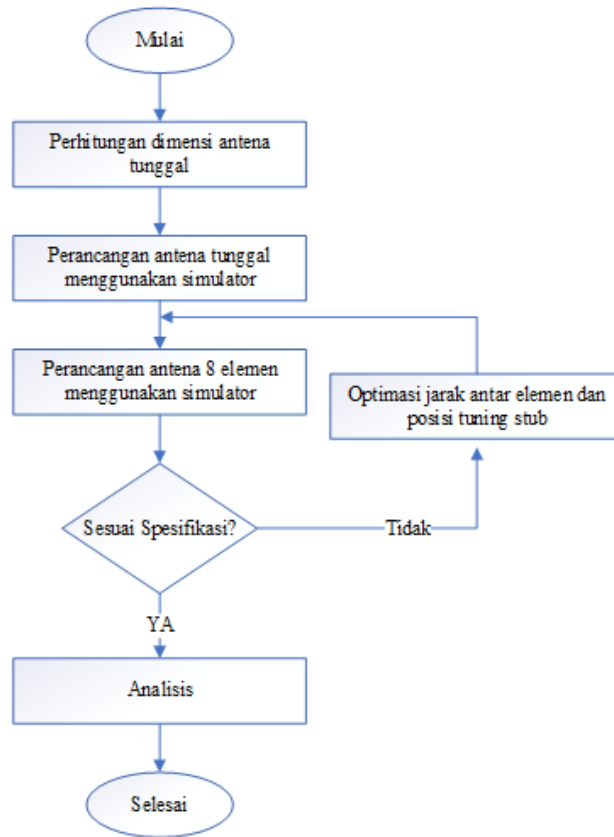 Mulai
Perhitungan dimensi antena
tunggal
Perancangan antena tunggal
menggunakan simulator
Perancangan antena 8 elemen
menggunakan simulator
Optimasi jarak antar elemen dan
posisi tuning stub
Sesuai Spesifikasi?
Tidak
YA
Analisis
Selesai